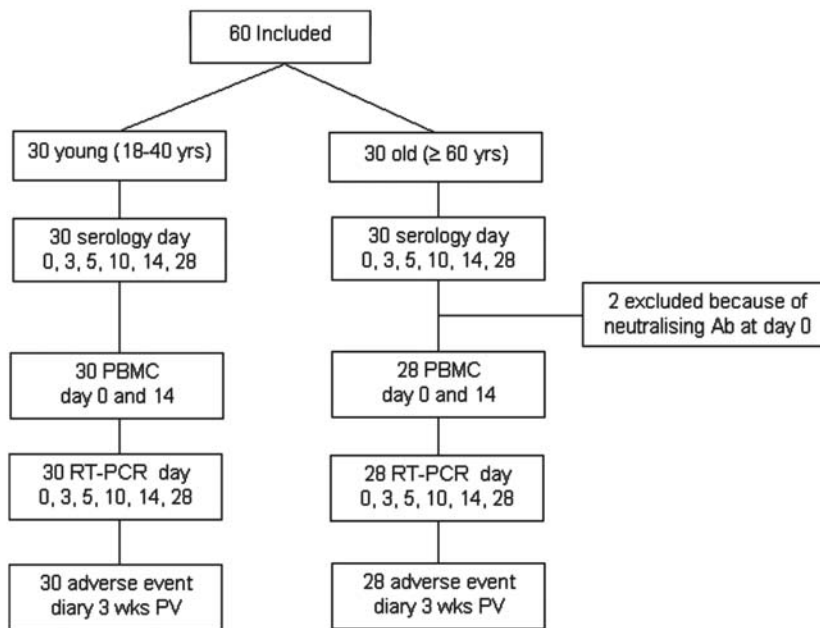 60 Included
30 young (18-40 yrs)
30 old (≥ 60 yrs)
30 serology day
0, 3, 5, 10, 14, 28
30 serology day
0, 3, 5, 10, 14, 28
2 excluded because of
neutralising Ab at day 0
30 PBMC
day 0 and 14
28 PBMC
day 0 and 14
30 RT-PCR day
0, 3, 5, 10, 14, 28
28 RT-PCR day
0, 3, 5, 10, 14, 28
30 adverse event
diary 3 wks PV
28 adverse event
diary 3 wks PV